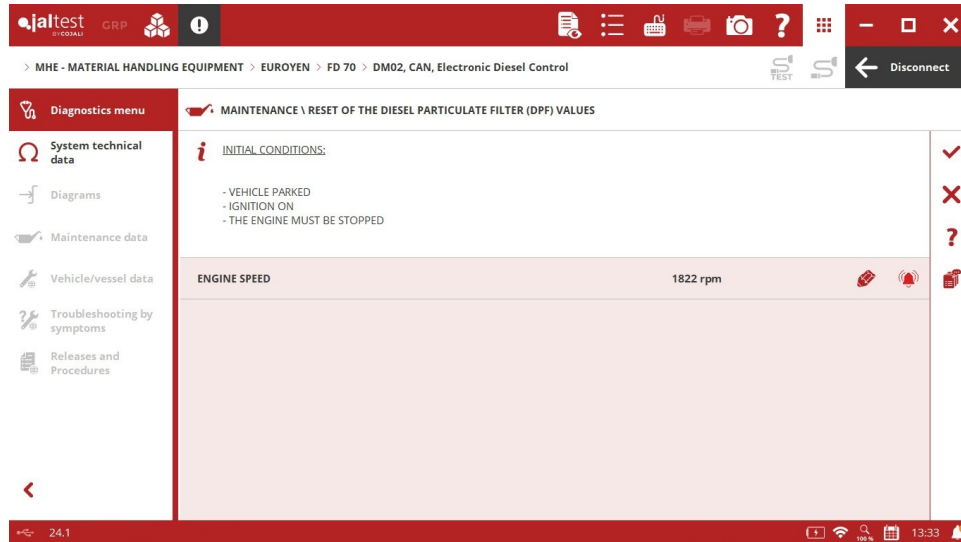 jaltest GRP
BY COJALI
> MHE - MATERIAL HANDLING EQUIPMENT > EUROYEN > FD 70 > DM02, CAN, Electronic Diesel Control
TEST
Disconnect
Diagnostics menu
MAINTENANCE \ RESET OF THE DIESEL PARTICULATE FILTER (DPF) VALUES
System technical
data
Diagrams
Maintenance data
Vehicle/vessel data
Troubleshooting by
symptoms
Releases and
Procedures
INITIAL CONDITIONS:
- VEHICLE PARKED
- IGNITION ON
- THE ENGINE MUST BE STOPPED
ENGINE SPEED 1822 rpm
24.1
100 %
13:33